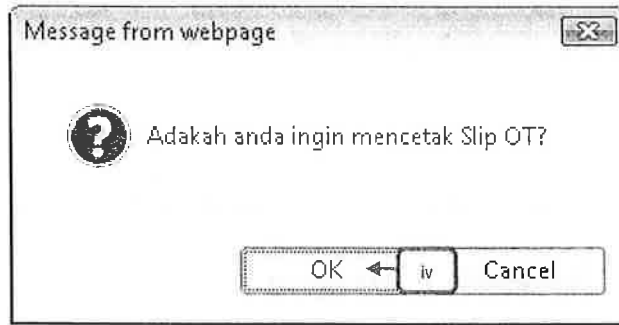 Message from webpage
Adakah anda ingin mencetak Slip OT?
OK iv Cancel